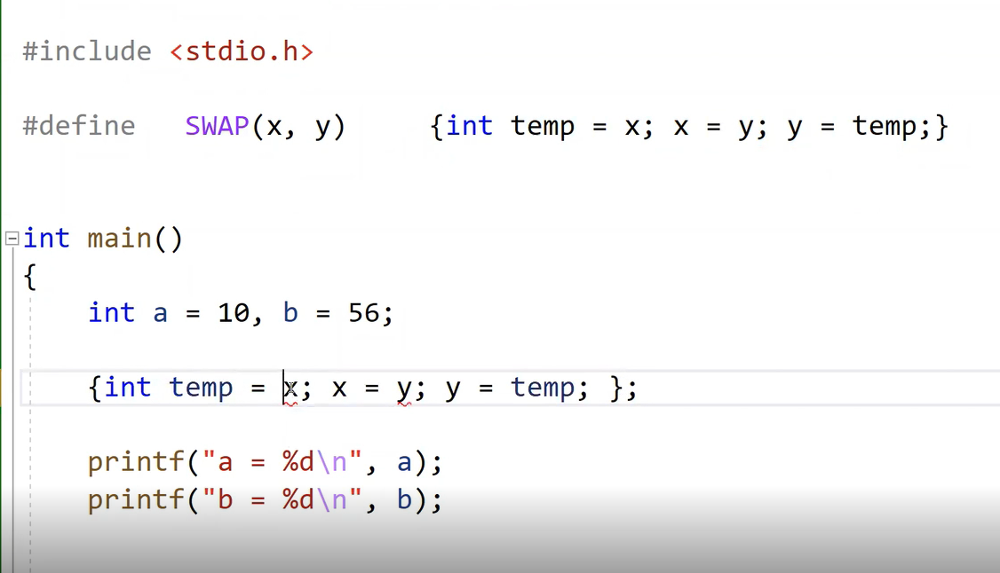 #include <stdio.h>
#define   SWAP(x, y)     {int temp = x; x = y; y = temp;}
int main()
{
    int a = 10, b = 56;
    {int temp = x; x = y; y = temp; };
    printf("a = %d\n", a);
    printf("b = %d\n", b);